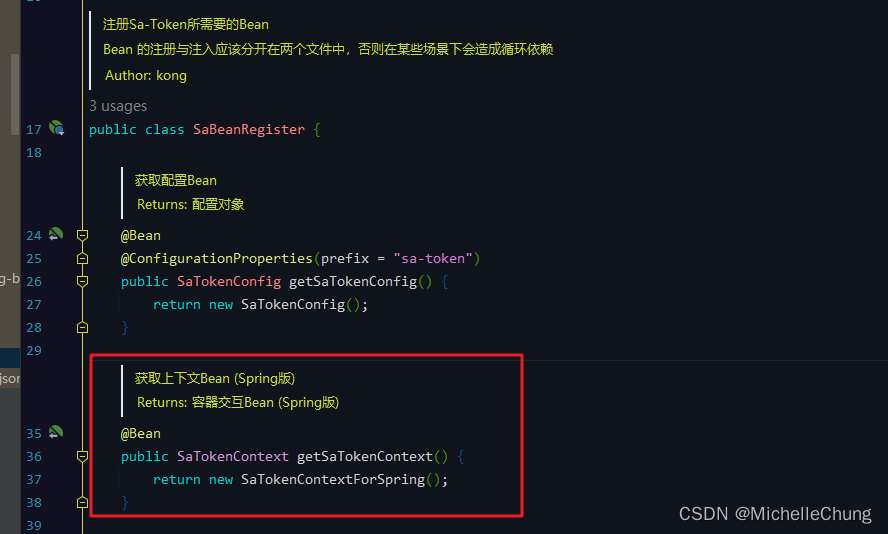 注册Sa-Token所需要的Bean
Bean 的注册与注入应该分开在两个文件中，否则在某些场景下会造成循环依赖
Author: kong
3 usages
17 public class SaBeanRegister {
18
获取配置Bean
Returns: 配置对象
24 @Bean
25 @ConfigurationProperties(prefix = "sa-token")
g-b
26 public SaTokenConfig getSaTokenConfig() {
27 return new SaTokenConfig();
28 }
29
json
获取上下文Bean (Spring版)
Returns: 容器交互Bean (Spring版)
35 @Bean
36 public SaTokenContext getSaTokenContext() {
37 return new SaTokenContextForSpring();
38 }
39
CSDN @MichelleChung